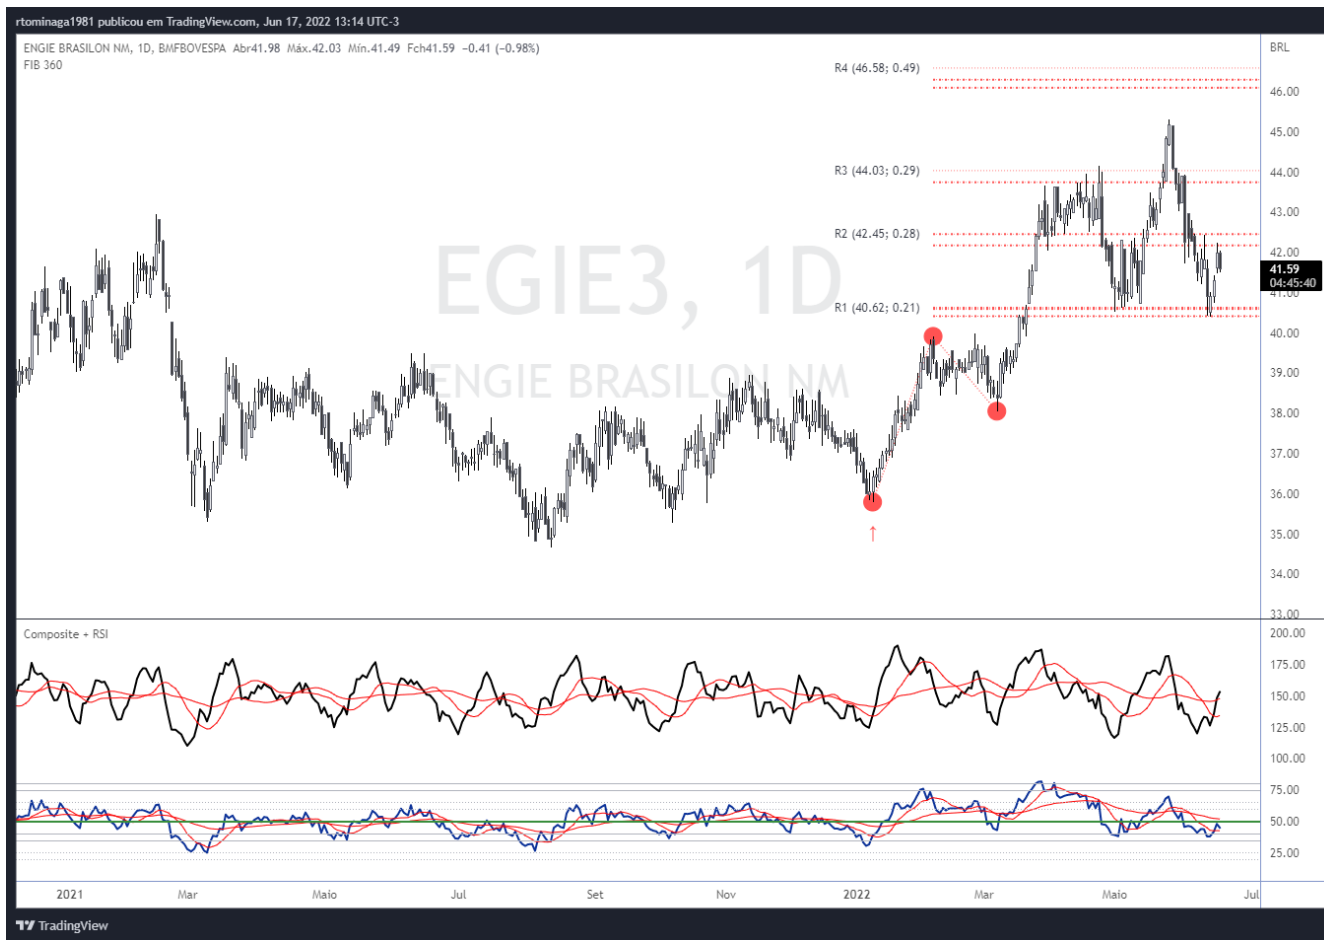 rtominaga1981 publicou em TradingView.com, Jun 17, 2022 13:14 UTC-3
ENGIE BRASILON NM, 1D, BMFBOVESPA Abr41.98 Máx.42.03 Mín.41.49 Fch41.59 −0.41 (−0.98%)
FIB 360
BRL
R4 (46.58; 0.49)
46.00
45.00
R3 (44.03; 0.29)
44.00
43.00
R2 (42.45; 0.28)
42.00
EGIE3, 1D
41.59
04:45:40
41.00
R1 (40.62; 0.21)
40.00
ENGIE BRASILON NM
39.00
38.00
37.00
36.00
35.00
34.00
33.00
Composite + RSI
200.00
175.00
150.00
125.00
100.00
75.00
50.00
25.00
2021 Mar Maio Jul Set Nov 2022 Mar Maio Jul
TradingView